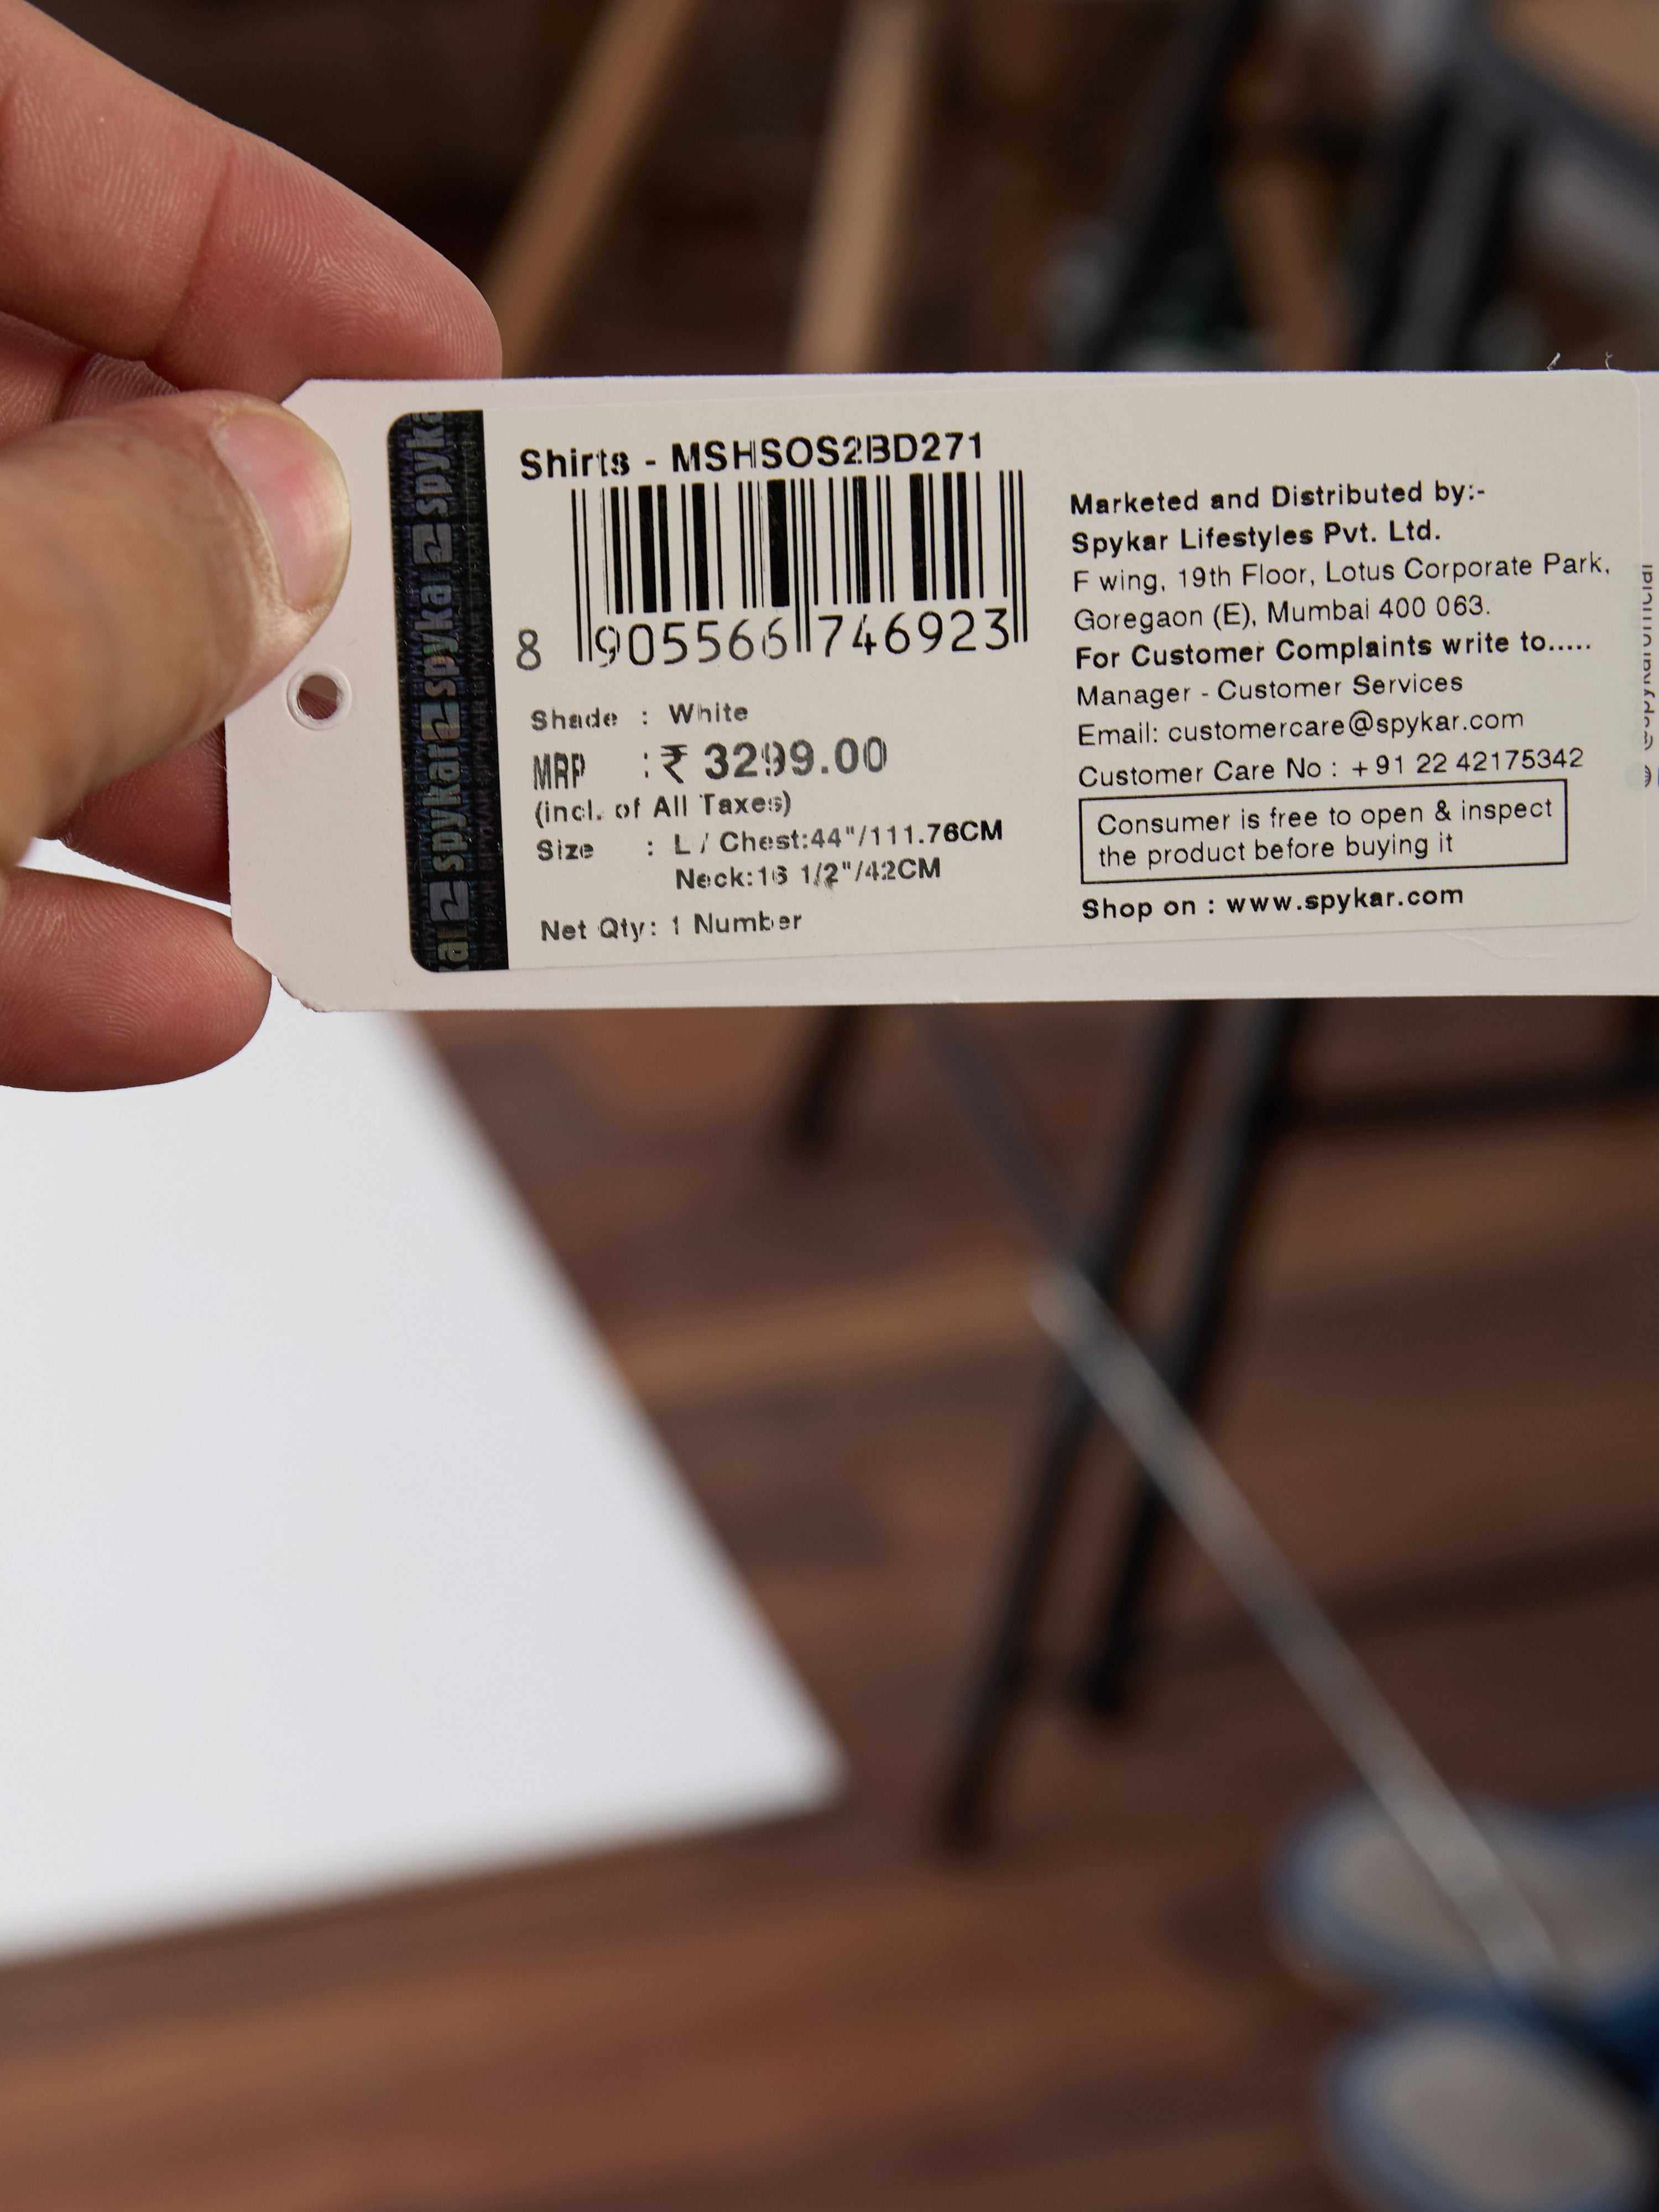 spykar spykar spykar spykar
Shirts - MSHSOS2BD271
8 905566 746923
Shade : White
MRP : ₹ 3299.00
(incl. of All Taxes)
Size : L / Chest:44"/111.76CM
Neck:16 1/2"/42CM
Net Qty: 1 Number
Marketed and Distributed by:-
Spykar Lifestyles Pvt. Ltd.
F wing, 19th Floor, Lotus Corporate Park,
Goregaon (E), Mumbai 400 063.
For Customer Complaints write to.....
Manager - Customer Services
Email: customercare@spykar.com
Customer Care No : +91 22 42175342
Consumer is free to open & inspect
the product before buying it
Shop on : www.spykar.com